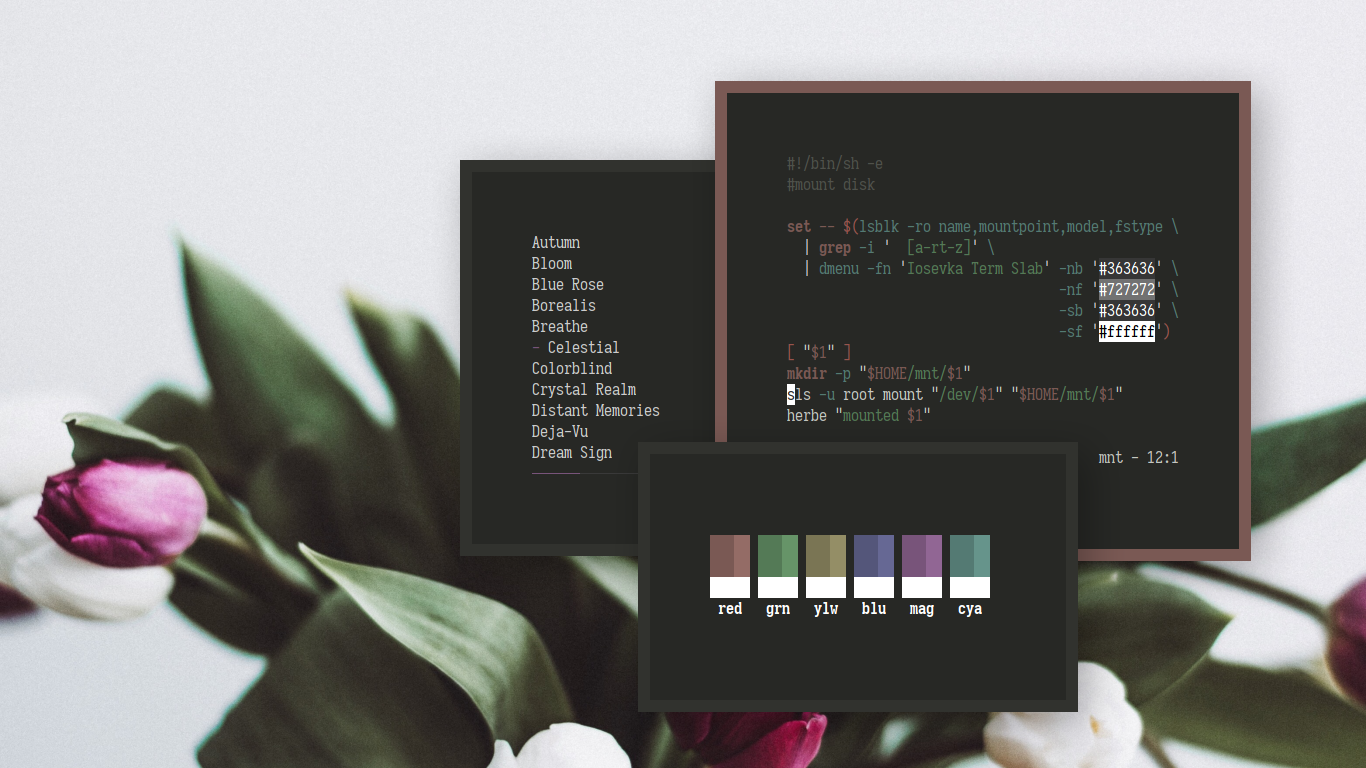 Autumn
Bloom
Blue Rose
Borealis
Breathe
- Celestial
Colorblind
Crystal Realm
Distant Memories
Deja-Vu
Dream Sign
#!/bin/sh -e
#mount disk
set -- $(lsblk -ro name,mountpoint,model,fstype \
| grep -i '  [a-rt-z]' \
| dmenu -fn 'Iosevka Term Slab' -nb '#363636' \
-nf '#727272' \
-sb '#363636' \
-sf '#ffffff')
[ "$1" ]
mkdir -p "$HOME/mnt/$1"
sls -u root mount "/dev/$1" "$HOME/mnt/$1"
herbe "mounted $1"
mnt - 12:1
red grn ylw blu mag cya